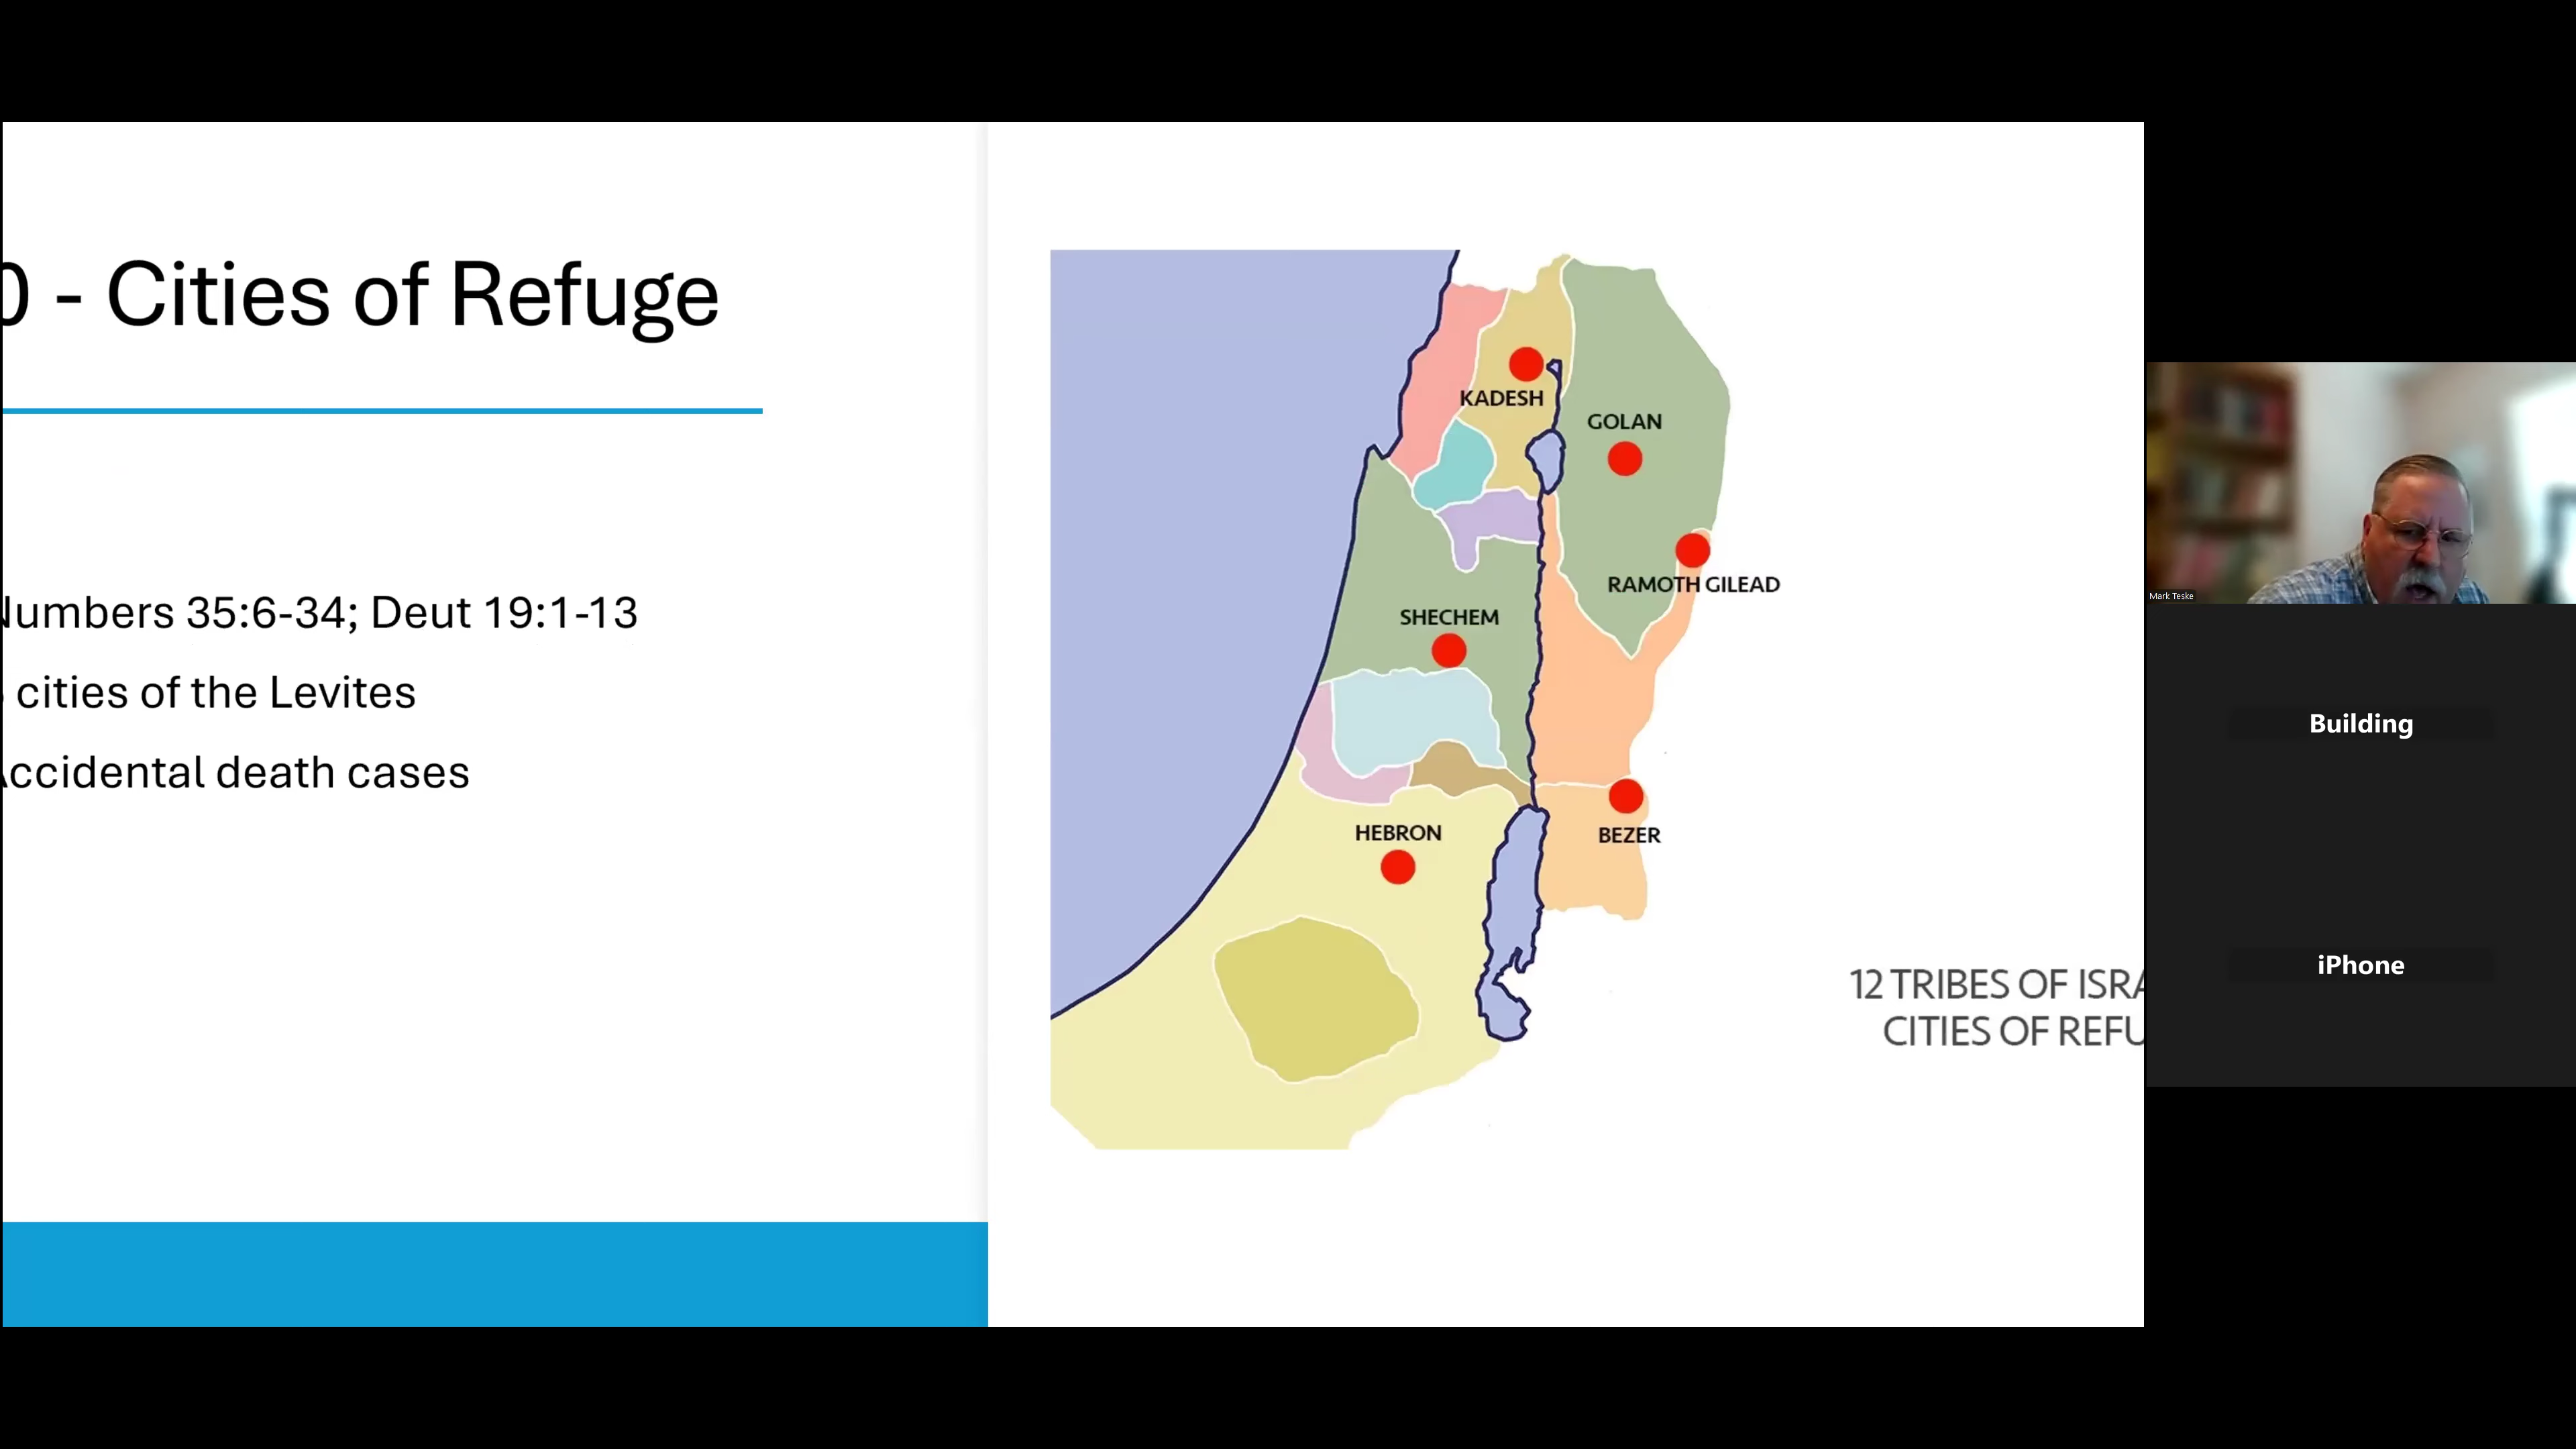 0 - Cities of Refuge
Numbers 35:6-34; Deut 19:1-13
cities of the Levites
Accidental death cases
KADESH
GOLAN
RAMOTH GILEAD
SHECHEM
BEZER
HEBRON
12 TRIBES OF ISRA
CITIES OF REFU
Mark Teske
Building
iPhone